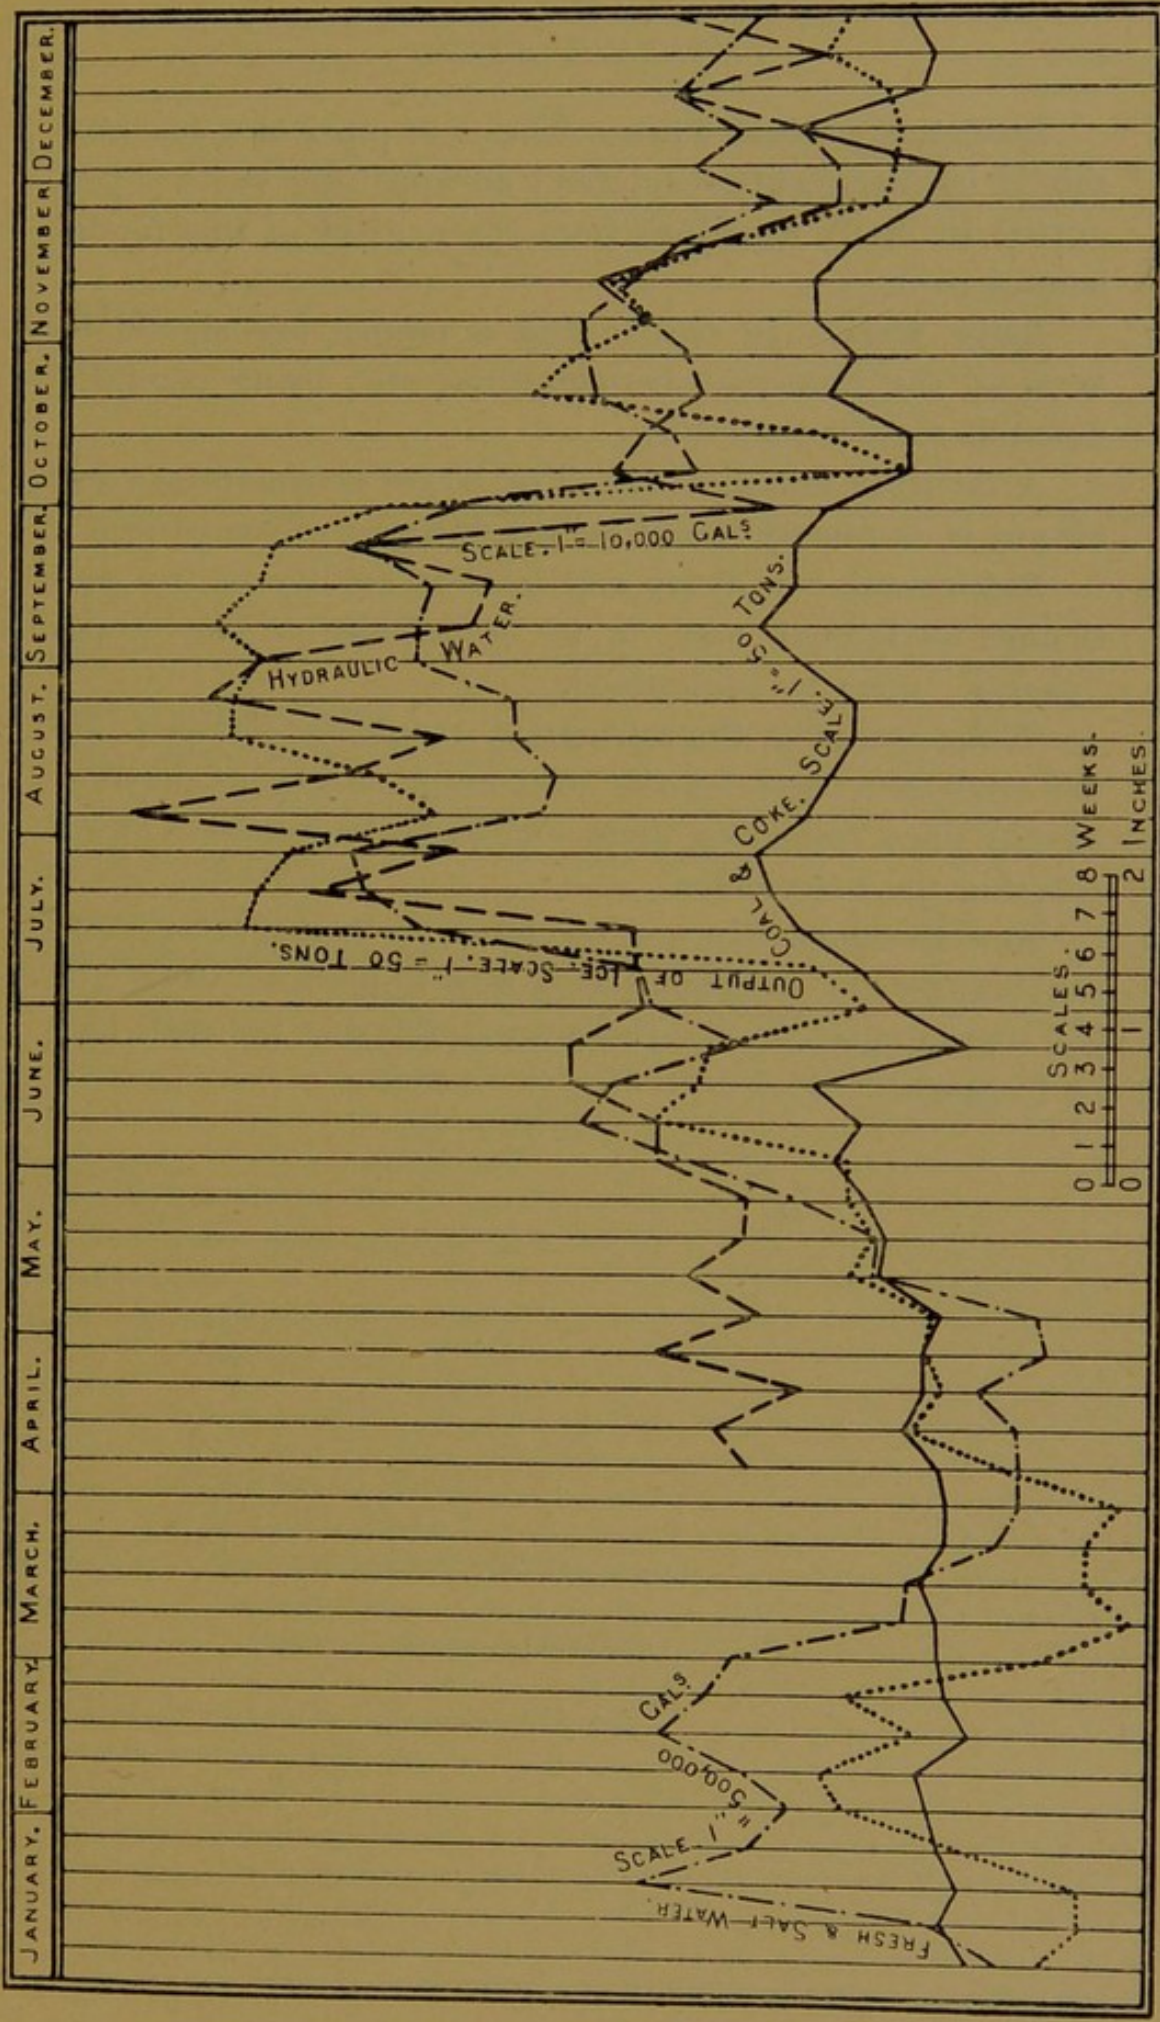 JANUARY. FEBRUARY. MARCH. APRIL. MAY. JUNE. JULY. AUGUST. SEPTEMBER. OCTOBER. NOVEMBER DECEMBER.
FRESH & SALT WATER.
SCALE. 1" = 500,000 GALS
OUTPUT OF ICE. SCALE. 1" = 50 TONS.
HYDRAULIC WATER.
SCALE. 1" = 10,000 GALS
COAL & COKE. SCALE. 1" = 50 TONS.
SCALES.
0 1 2 3 4 5 6 7 8 WEEKS.
0 1 2 INCHES.